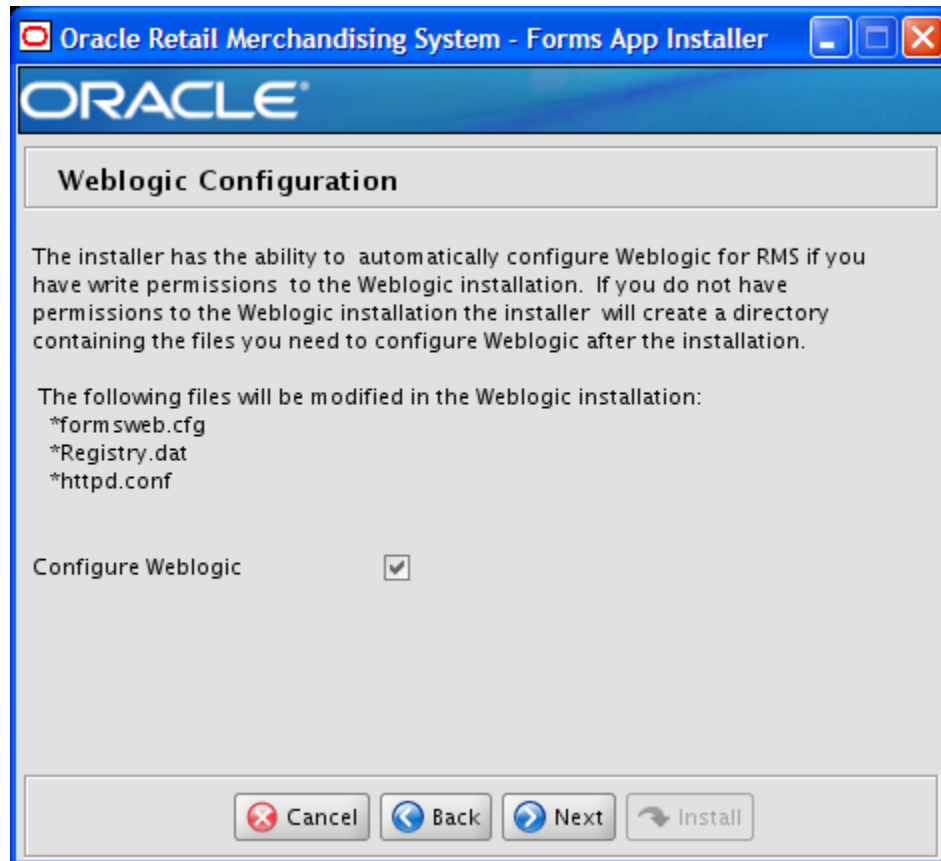 Oracle Retail Merchandising System - Forms App Installer
ORACLE
Weblogic Configuration
The installer has the ability to automatically configure Weblogic for RMS if you
have write permissions to the Weblogic installation. If you do not have
permissions to the Weblogic installation the installer will create a directory
containing the files you need to configure Weblogic after the installation.
The following files will be modified in the Weblogic installation:
*formsweb.cfg
*Registry.dat
*httpd.conf
Configure Weblogic
Cancel Back Next Install